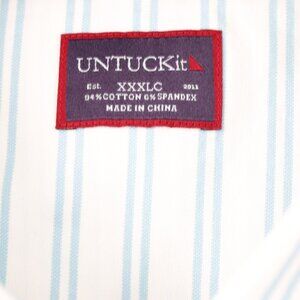 UNTUCKit
Est. XXXLC 2011
94% COTTON 6% SPANDEX
MADE IN CHINA